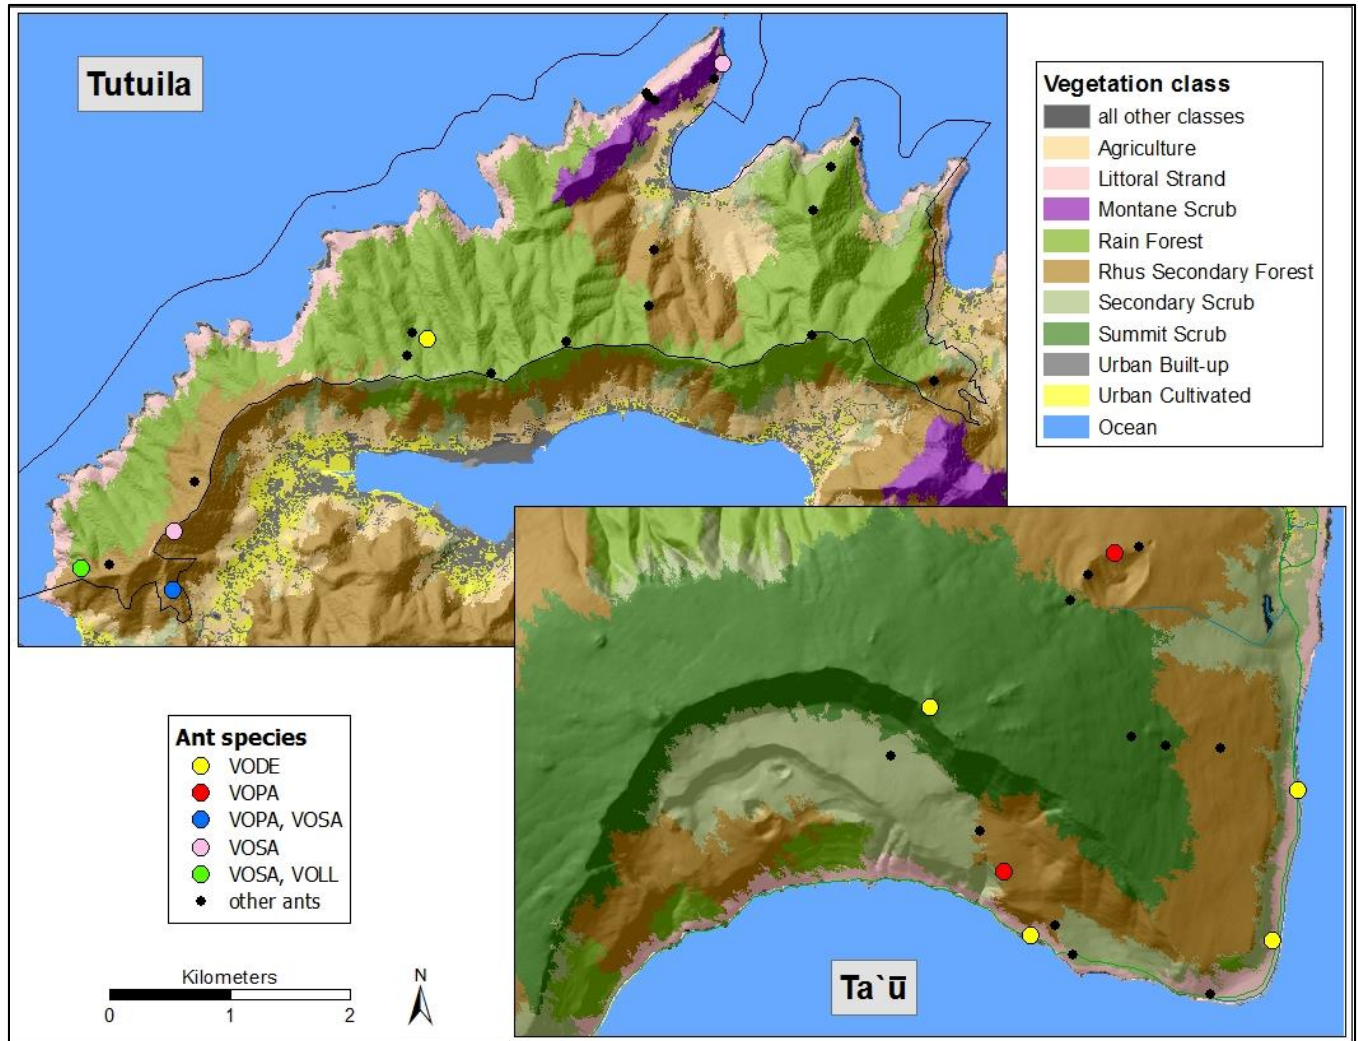 Tutuila
Vegetation class
all other classes
Agriculture
Littoral Strand
Montane Scrub
Rain Forest
Rhus Secondary Forest
Secondary Scrub
Summit Scrub
Urban Built-up
Urban Cultivated
Ocean
Ant species
VODE
VOPA
VOPA, VOSA
VOSA
VOSA, VOLL
other ants
Kilometers
0 1 2
N
Ta`ū